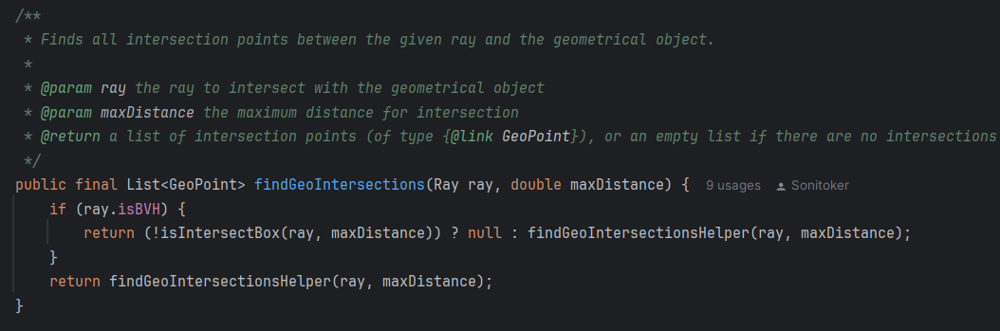 /**
 * Finds all intersection points between the given ray and the geometrical object.
 *
 * @param ray the ray to intersect with the geometrical object
 * @param maxDistance the maximum distance for intersection
 * @return a list of intersection points (of type {@link GeoPoint}), or an empty list if there are no intersections
 */
public final List<GeoPoint> findGeoIntersections(Ray ray, double maxDistance) { 9 usages Sonitoker
    if (ray.isBVH) {
        return (!isIntersectBox(ray, maxDistance)) ? null : findGeoIntersectionsHelper(ray, maxDistance);
    }
    return findGeoIntersectionsHelper(ray, maxDistance);
}